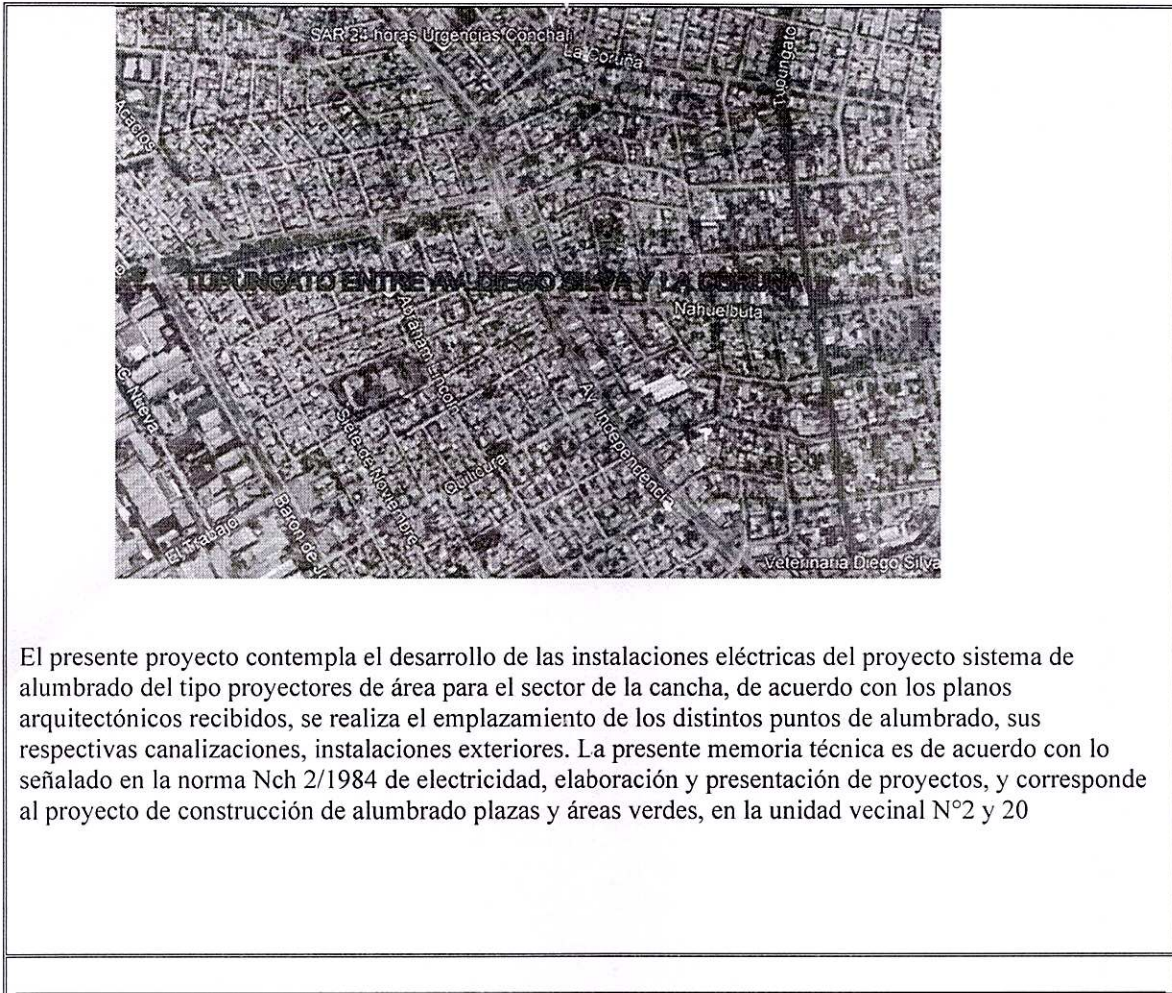 SAR 24 horas Urgencias Conchalí
La Coruña
Tupungato
Acacios
TUPUNGATO ENTRE AV. DIEGO SILVA Y LA CORUÑA
Nahuelbuta
Abraham Lincoln
C. Nueva
Av. Independencia
Siete de Noviembre
Quilicura
El Trabajo
Barón de Ju
Veterinaria Diego Silva
El presente proyecto contempla el desarrollo de las instalaciones eléctricas del proyecto sistema de
alumbrado del tipo proyectores de área para el sector de la cancha, de acuerdo con los planos
arquitectónicos recibidos, se realiza el emplazamiento de los distintos puntos de alumbrado, sus
respectivas canalizaciones, instalaciones exteriores. La presente memoria técnica es de acuerdo con lo
señalado en la norma Nch 2/1984 de electricidad, elaboración y presentación de proyectos, y corresponde
al proyecto de construcción de alumbrado plazas y áreas verdes, en la unidad vecinal N°2 y 20